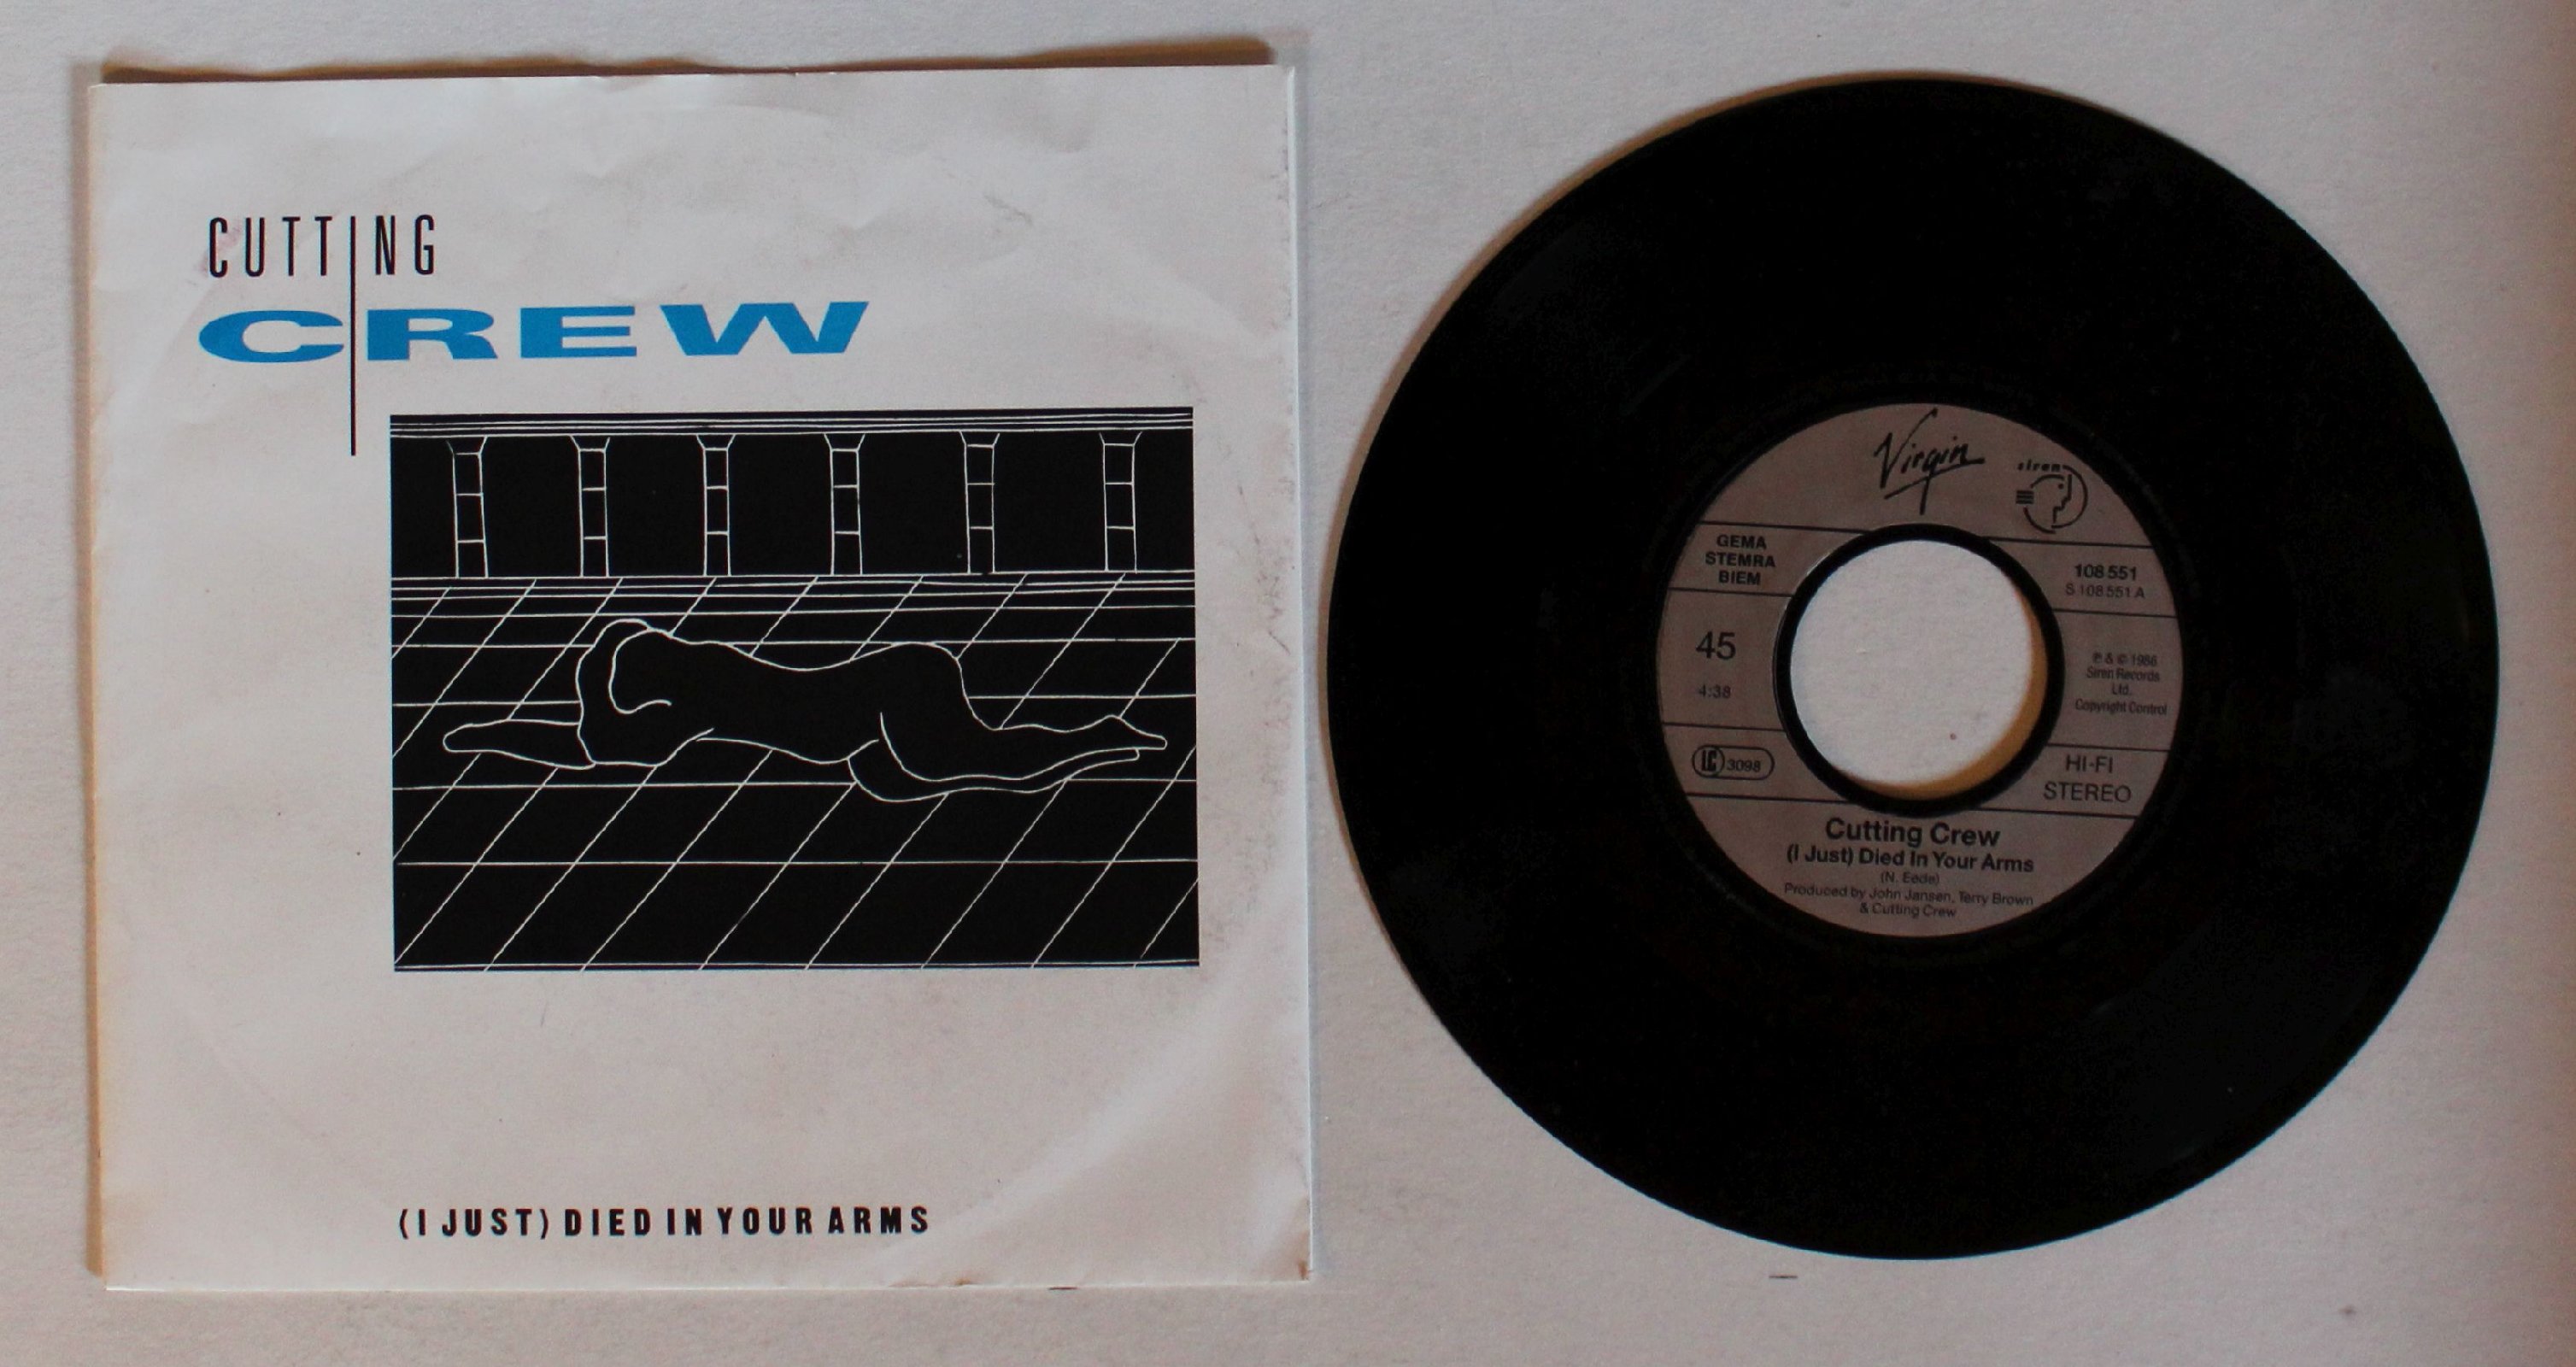 CUTTING
CREW
(I JUST) DIED IN YOUR ARMS
Virgin
siren
GEMA
STEMRA
BIEM
108 551
S 108 551 A
45
4:38
℗ & © 1986
Siren Records
Ltd.
Copyright Control
LC 3098
HI-FI
STEREO
Cutting Crew
(I Just) Died In Your Arms
(N. Eede)
Produced by John Jansen, Terry Brown
& Cutting Crew